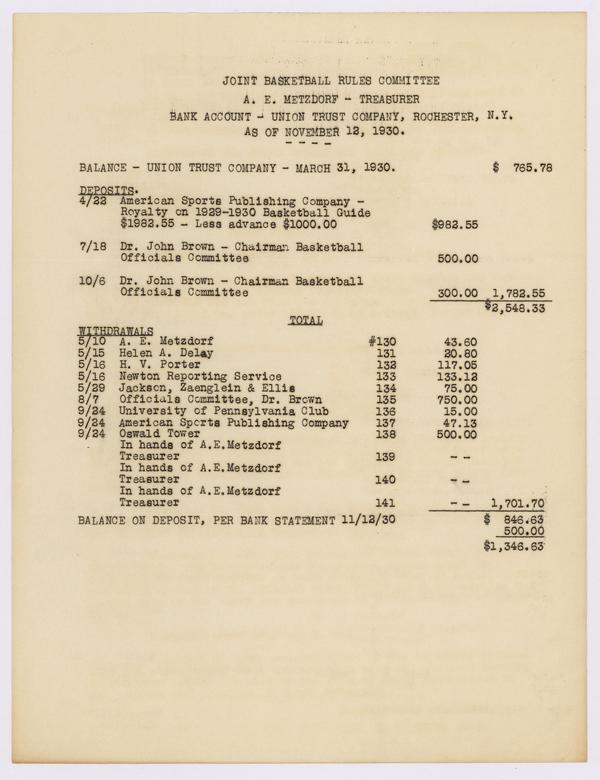 JOINT BASKETBALL RULES COMMITTEE
A. E. METZDORF - TREASURER
BANK ACCOUNT - UNION TRUST COMPANY, ROCHESTER, N.Y.
AS OF NOVEMBER 12, 1930.
- - - -
BALANCE - UNION TRUST COMPANY - MARCH 31, 1930. $ 765.78
DEPOSITS.
4/22 American Sports Publishing Company -
Royalty on 1929-1930 Basketball Guide
$1982.55 - Less advance $1000.00 $982.55
7/18 Dr. John Brown - Chairman Basketball
Officials Committee 500.00
10/6 Dr. John Brown - Chairman Basketball
Officials Committee 300.00 1,782.55
$2,548.33
TOTAL
WITHDRAWALS
5/10 A. E. Metzdorf #130 43.60
5/15 Helen A. Delay 131 20.80
5/16 H. V. Porter 132 117.05
5/16 Newton Reporting Service 133 133.12
5/29 Jackson, Zaenglein & Ellis 134 75.00
8/7 Officials Committee, Dr. Brown 135 750.00
9/24 University of Pennsylvania Club 136 15.00
9/24 American Sports Publishing Company 137 47.13
9/24 Oswald Tower 138 500.00
In hands of A.E.Metzdorf
Treasurer 139 - -
In hands of A.E.Metzdorf
Treasurer 140 - -
In hands of A.E.Metzdorf
Treasurer 141 - - 1,701.70
BALANCE ON DEPOSIT, PER BANK STATEMENT 11/12/30 $ 846.63
500.00
$1,346.63